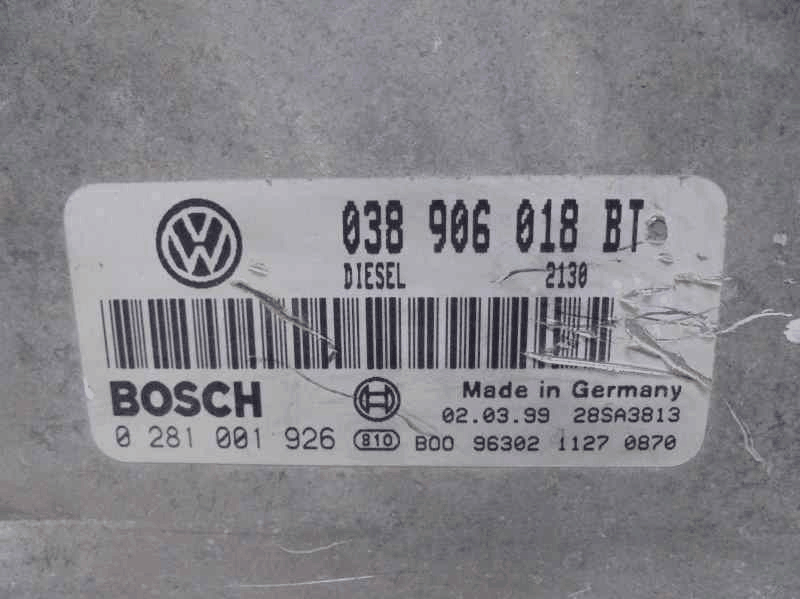 038 906 018 BT
DIESEL 2130
BOSCH
Made in Germany
02.03.99 28SA3813
0 281 001 926 810 B00 96302 1127 0870